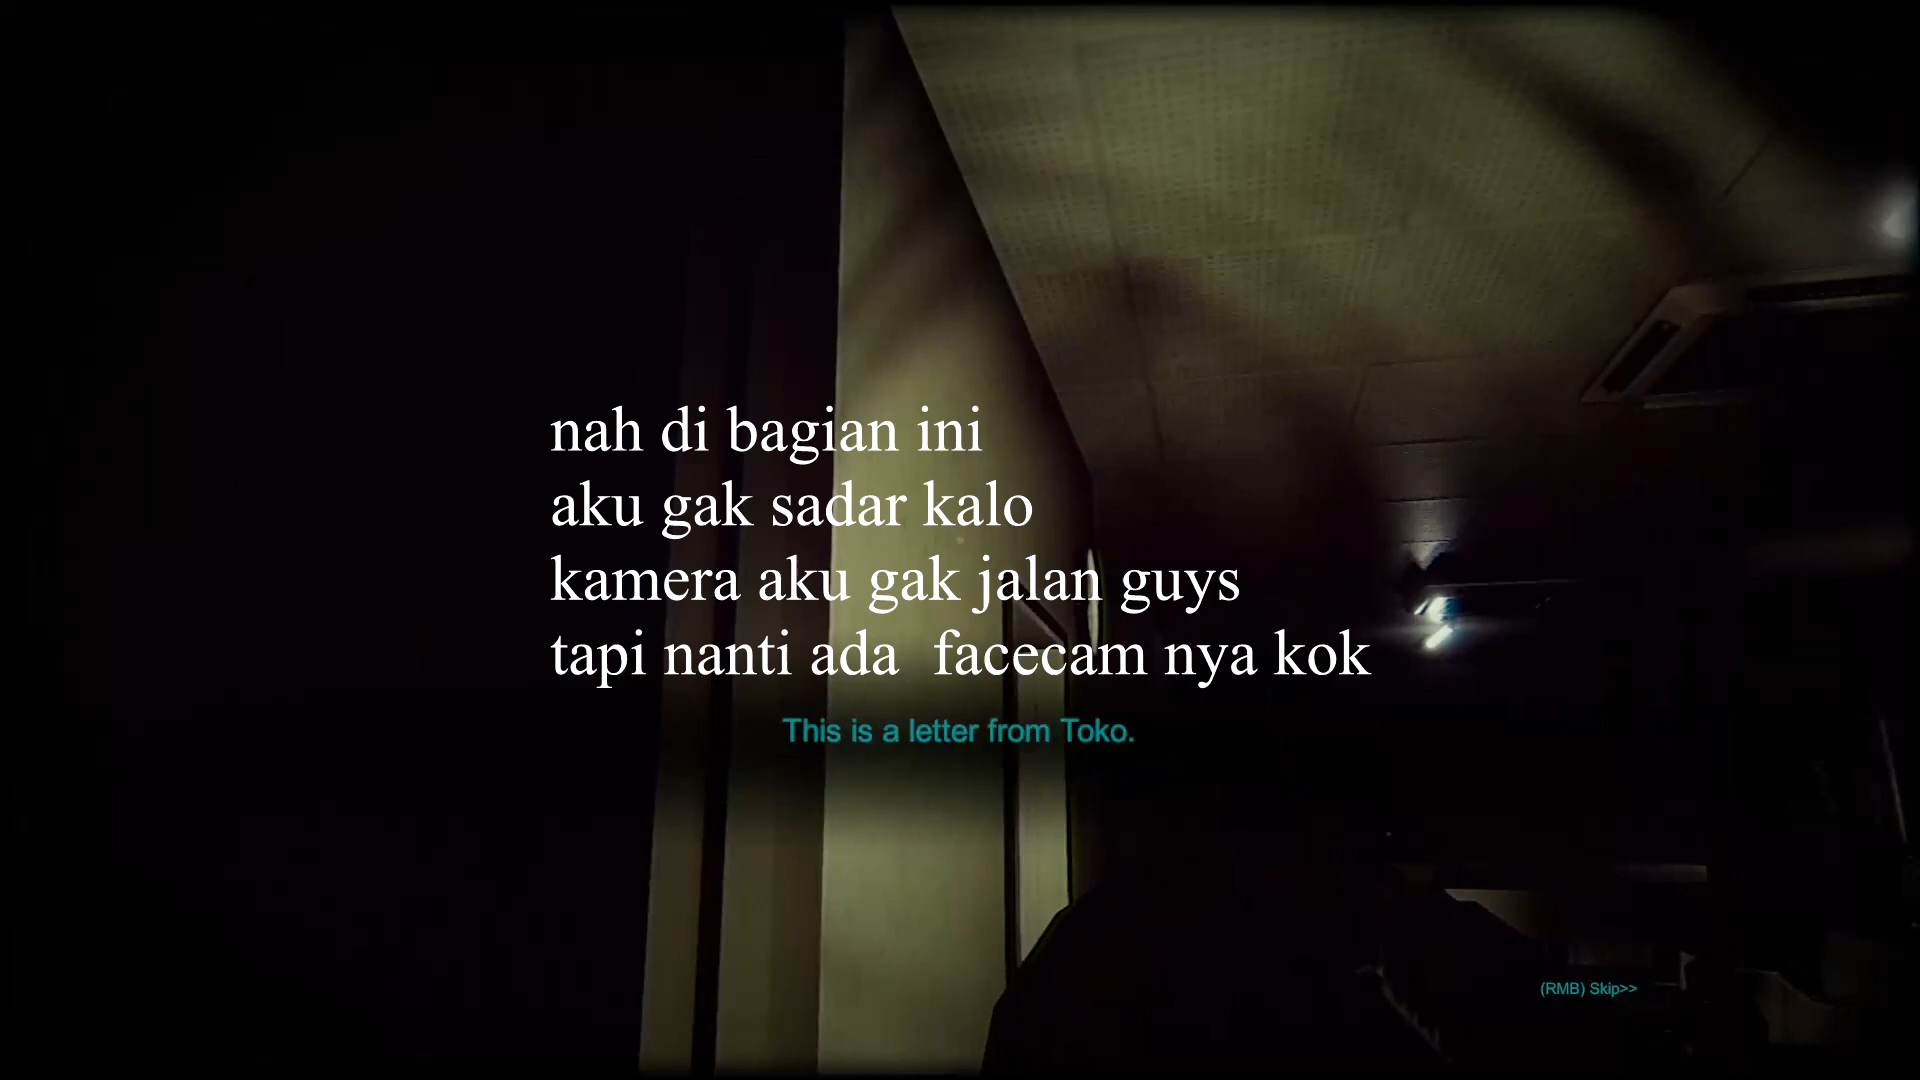 nah di bagian ini
aku gak sadar kalo
kamera aku gak jalan guys
tapi nanti ada  facecam nya kok
This is a letter from Toko.
(RMB) Skip>>